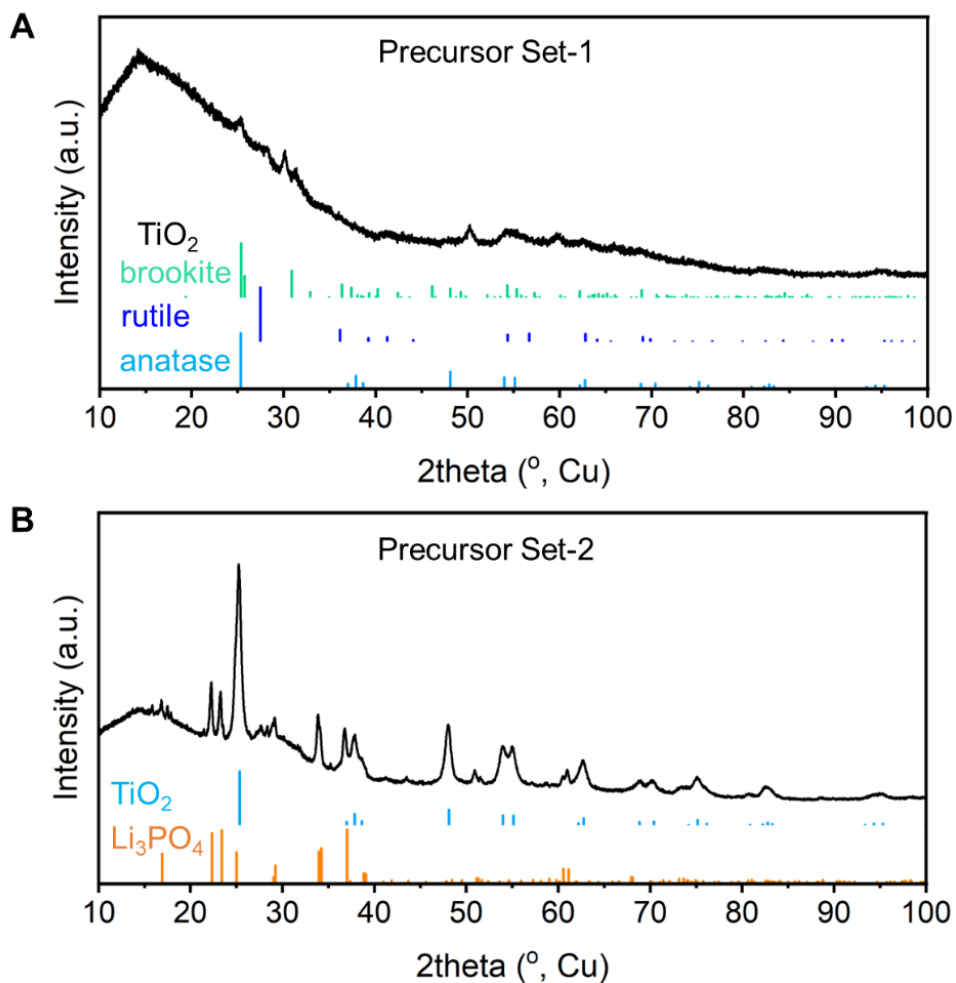 A
Precursor Set-1
Intensity (a.u.)
TiO₂
brookite
rutile
anatase
10 20 30 40 50 60 70 80 90 100
2theta (°, Cu)
B
Precursor Set-2
Intensity (a.u.)
TiO₂
Li₃PO₄
10 20 30 40 50 60 70 80 90 100
2theta (°, Cu)